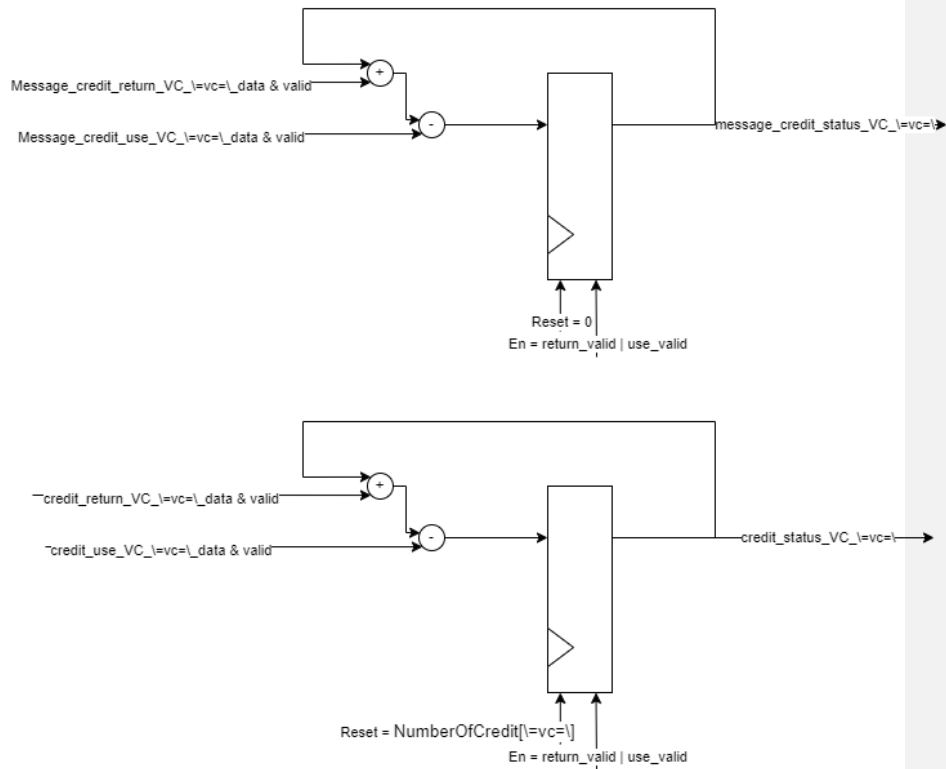 +
Message_credit_return_VC_\=vc=\_data & valid
-
Message_credit_use_VC_\=vc=\_data & valid
message_credit_status_VC_\=vc=\
Reset = 0
En = return_valid | use_valid
+
credit_return_VC_\=vc=\_data & valid
-
credit_use_VC_\=vc=\_data & valid
credit_status_VC_\=vc=\
Reset = NumberOfCredit[\=vc=\]
En = return_valid | use_valid